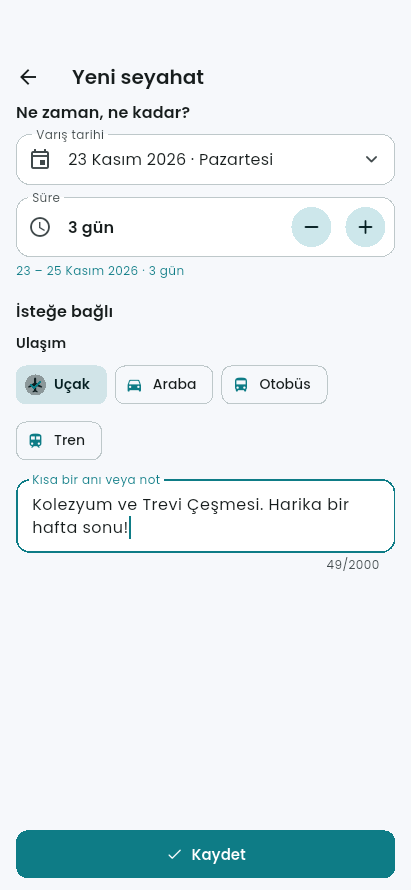 Yeni seyahat
Ne zaman, ne kadar?
Varış tarihi
23 Kasım 2026 · Pazartesi
Süre
3 gün
23 – 25 Kasım 2026 · 3 gün
İsteğe bağlı
Ulaşım
Uçak
Araba
Otobüs
Tren
Kısa bir anı veya not
Kolezyum ve Trevi Çeşmesi. Harika bir
hafta sonu!
49/2000
Kaydet